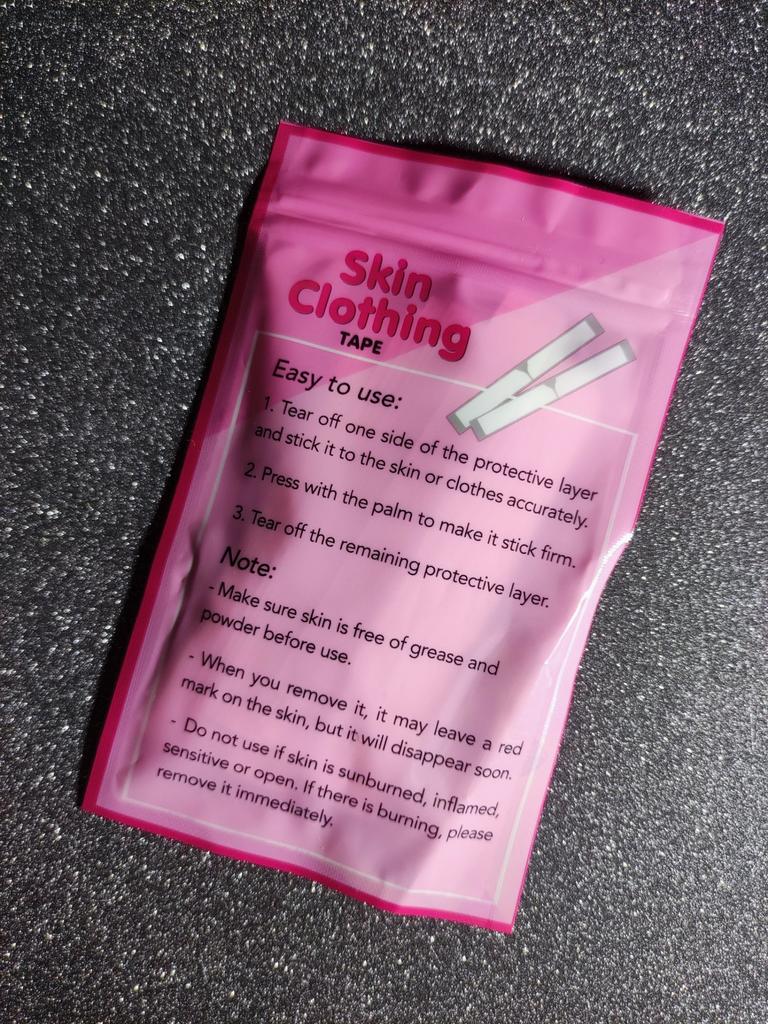 Skin
Clothing
TAPE
Easy to use:
1. Tear off one side of the protective layer
and stick it to the skin or clothes accurately.
2. Press with the palm to make it stick firm.
3. Tear off the remaining protective layer.
Note:
- Make sure skin is free of grease and
powder before use.
- When you remove it, it may leave a red
mark on the skin, but it will disappear soon.
- Do not use if skin is sunburned, inflamed,
sensitive or open. If there is burning, please
remove it immediately.